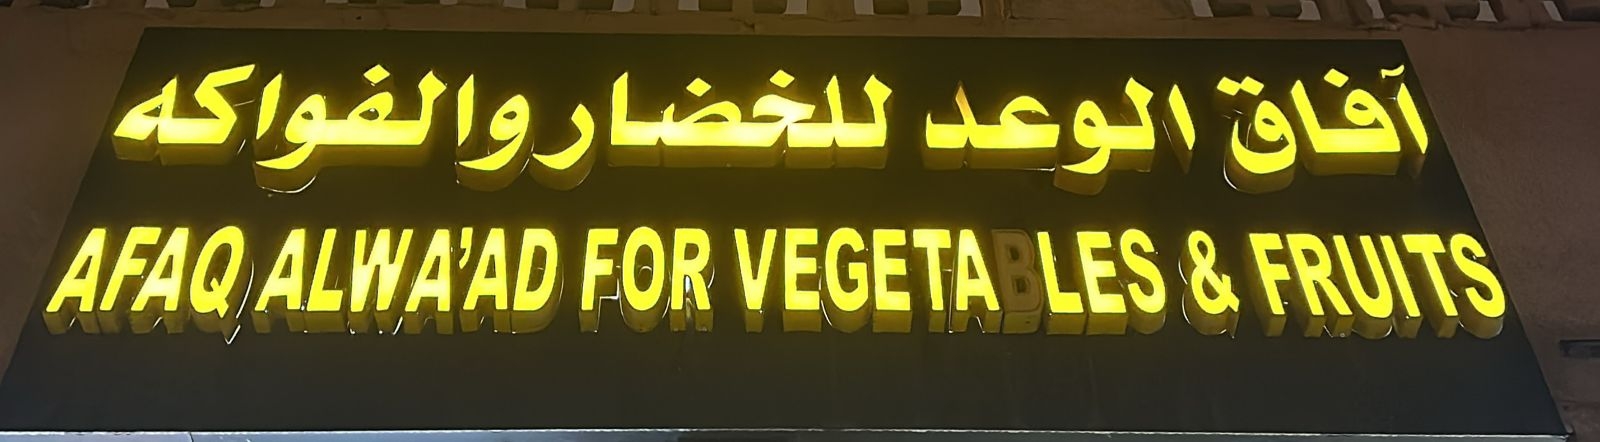 آفاق الوعد للخضار والفواكه
AFAQ ALWA'AD FOR VEGETABLES & FRUITS